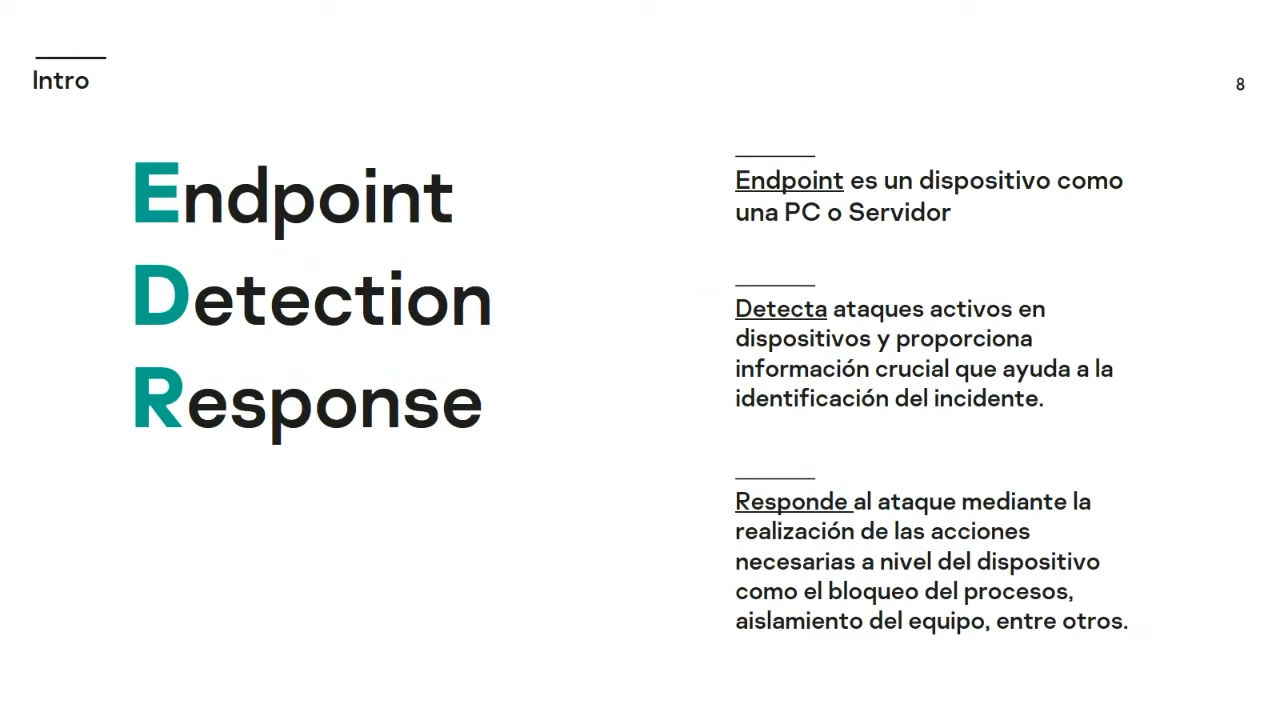 Intro
8
Endpoint
Detection
Response
Endpoint es un dispositivo como
una PC o Servidor
Detecta ataques activos en
dispositivos y proporciona
información crucial que ayuda a la
identificación del incidente.
Responde al ataque mediante la
realización de las acciones
necesarias a nivel del dispositivo
como el bloqueo del procesos,
aislamiento del equipo, entre otros.